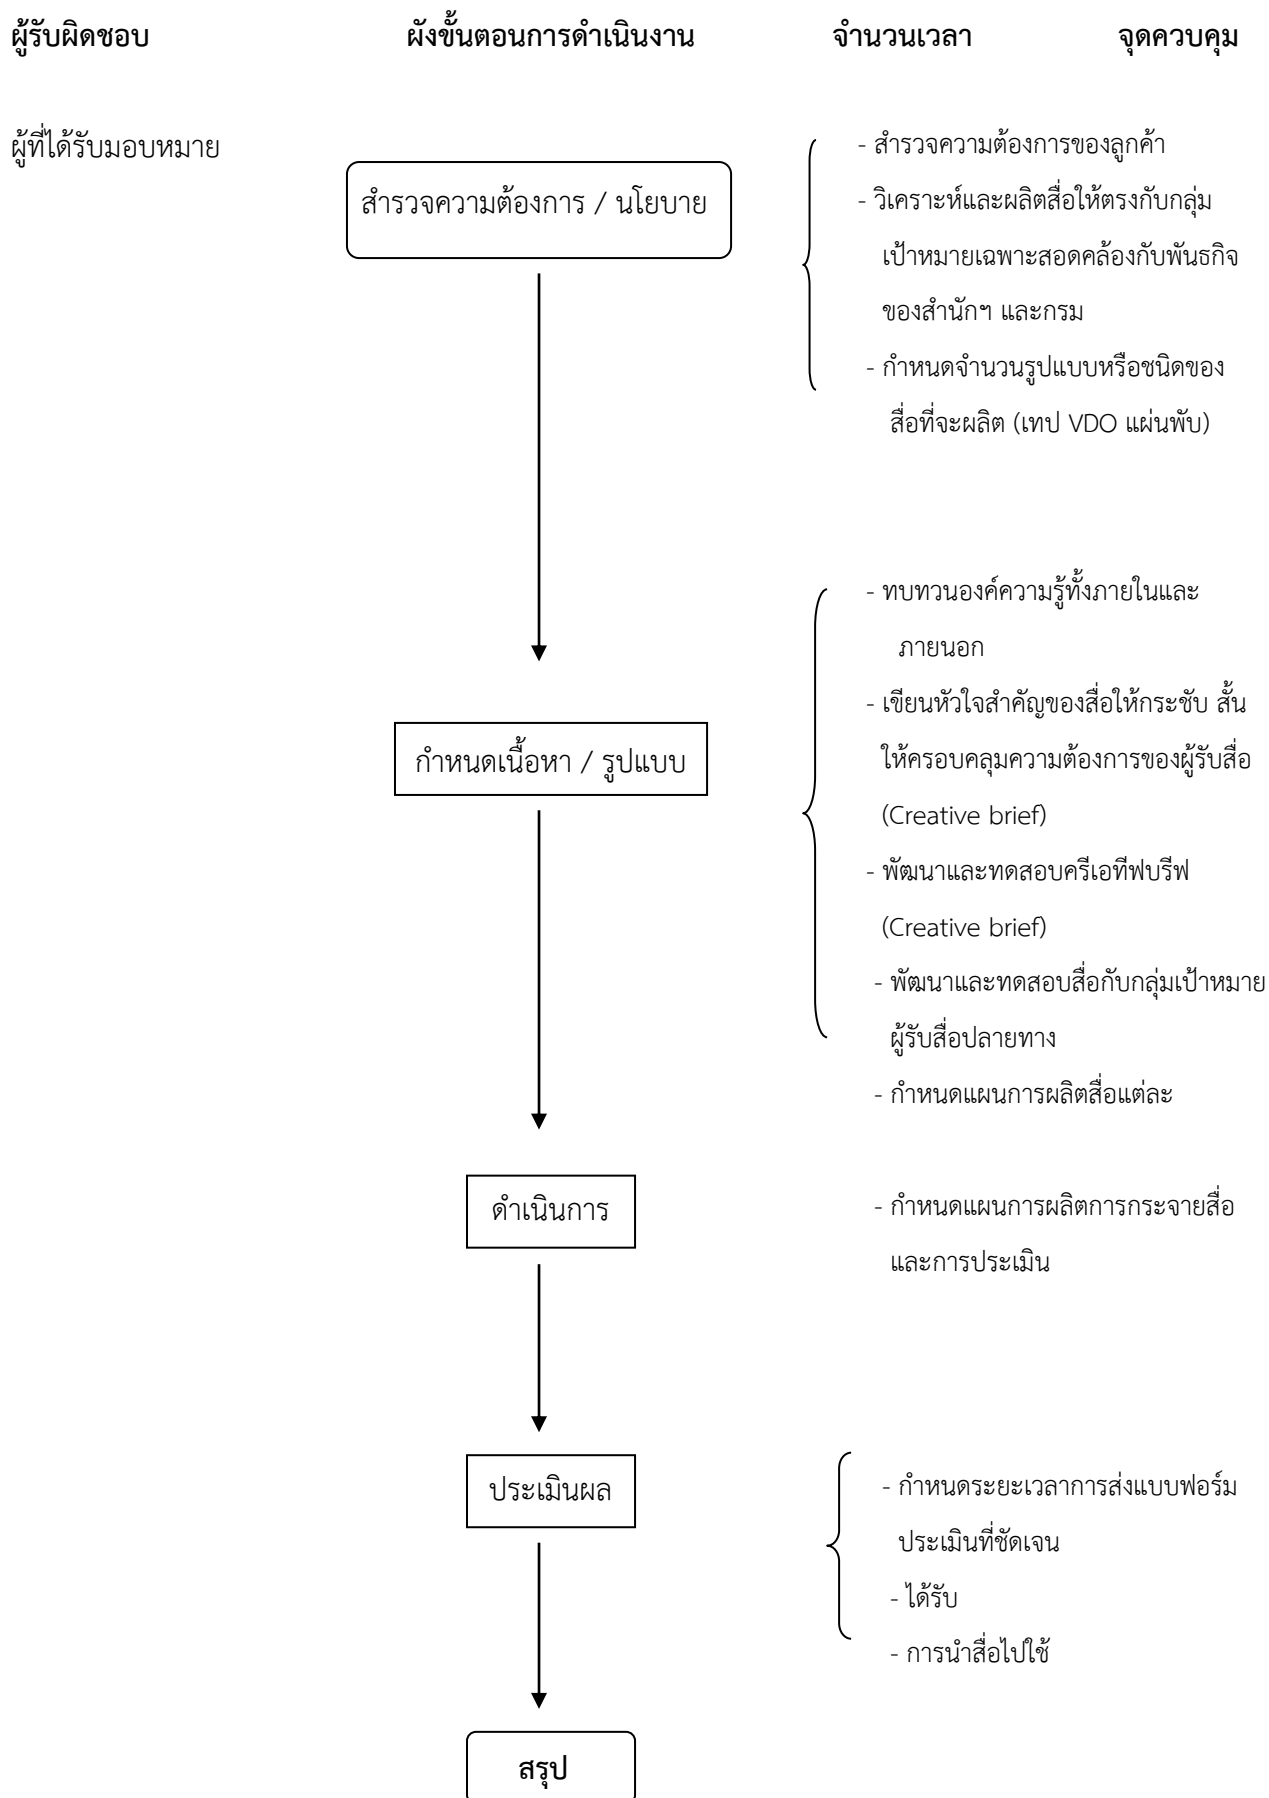 ผู้รับผิดชอบ ผังขั้นตอนการดำเนินงาน จำนวนเวลา จุดควบคุม
ผู้ที่ได้รับมอบหมาย
สำรวจความต้องการ / นโยบาย
- สำรวจความต้องการของลูกค้า
- วิเคราะห์และผลิตสื่อให้ตรงกับกลุ่ม
เป้าหมายเฉพาะสอดคล้องกับพันธกิจ
ของสำนักฯ และกรม
- กำหนดจำนวนรูปแบบหรือชนิดของ
สื่อที่จะผลิต (เทป VDO แผ่นพับ)
กำหนดเนื้อหา / รูปแบบ
- ทบทวนองค์ความรู้ทั้งภายในและ
ภายนอก
- เขียนหัวใจสำคัญของสื่อให้กระชับ สั้น
ให้ครอบคลุมความต้องการของผู้รับสื่อ
(Creative brief)
- พัฒนาและทดสอบครีเอทีฟบรีฟ
(Creative brief)
- พัฒนาและทดสอบสื่อกับกลุ่มเป้าหมาย
ผู้รับสื่อปลายทาง
- กำหนดแผนการผลิตสื่อแต่ละ
ดำเนินการ
- กำหนดแผนการผลิตการกระจายสื่อ
และการประเมิน
ประเมินผล
- กำหนดระยะเวลาการส่งแบบฟอร์ม
ประเมินที่ชัดเจน
- ได้รับ
- การนำสื่อไปใช้
สรุป